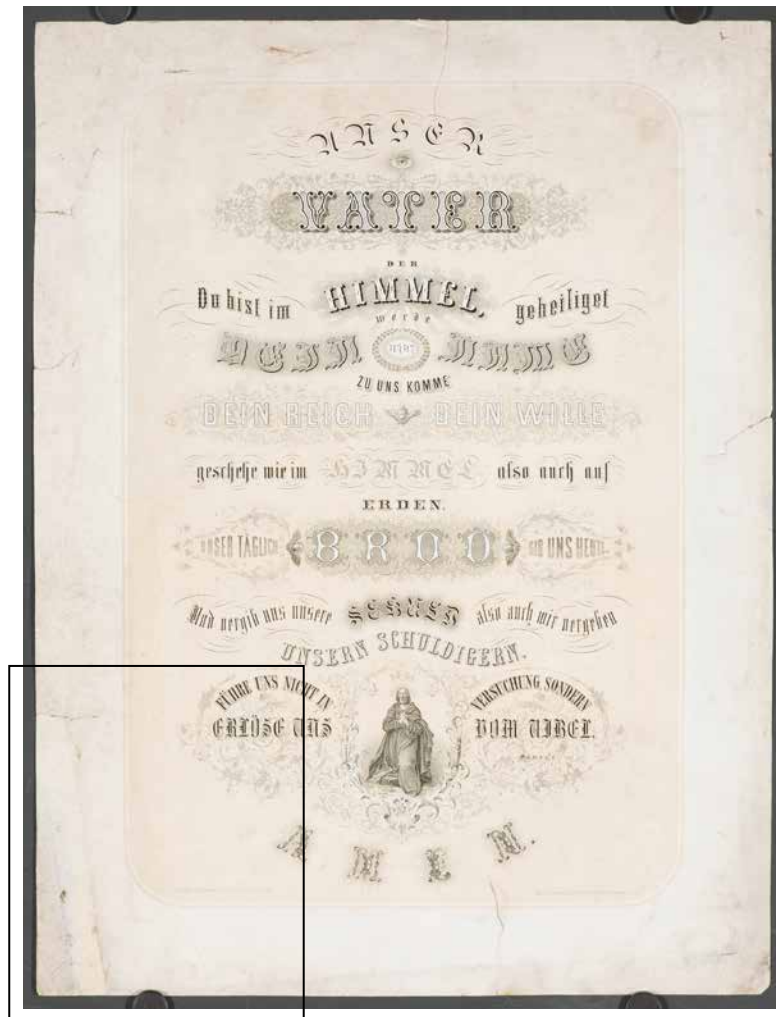 UNSER
VATER
DER
Du bist im HIMMEL, geheiliget
werde
DEIN NAME
ZU UNS KOMME
DEIN REICH DEIN WILLE
geschehe wie im HIMMEL also auch auf
ERDEN.
UNSER TÄGLICH BROD GIB UNS HEUTE.
Und vergib uns unsere SCHULD also auch wir vergeben
UNSERN SCHULDIGERN.
FÜHRE UNS NICHT IN VERSUCHUNG SONDERN
ERLÖSE UNS VOM UIBEL.
AMEN.